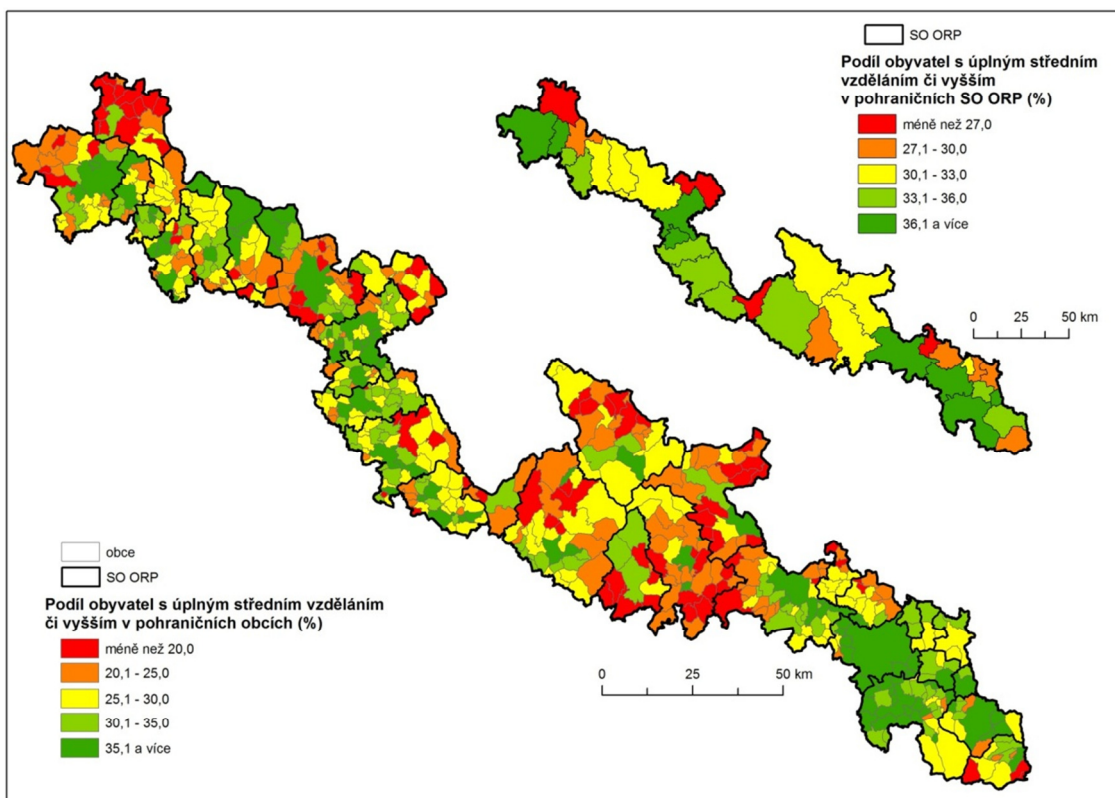 SO ORP
Podíl obyvatel s úplným středním
vzděláním či vyšším
v pohraničních SO ORP (%)
méně než 27,0
27,1 - 30,0
30,1 - 33,0
33,1 - 36,0
36,1 a více
0 25 50 km
obce
SO ORP
Podíl obyvatel s úplným středním vzděláním
či vyšším v pohraničních obcích (%)
méně než 20,0
20,1 - 25,0
25,1 - 30,0
30,1 - 35,0
35,1 a více
0 25 50 km